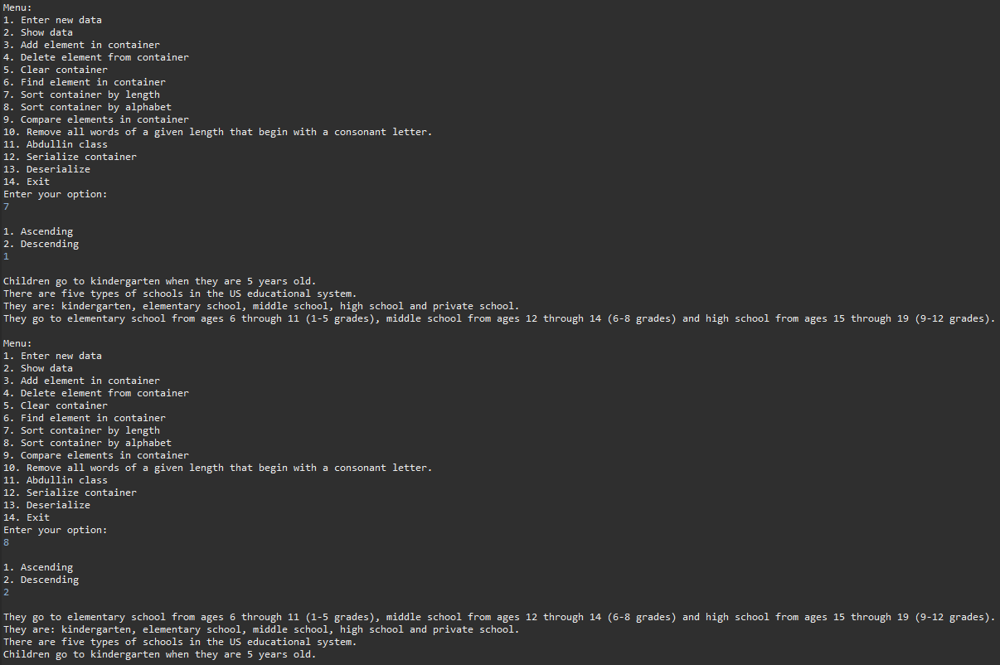 Menu:
1. Enter new data
2. Show data
3. Add element in container
4. Delete element from container
5. Clear container
6. Find element in container
7. Sort container by length
8. Sort container by alphabet
9. Compare elements in container
10. Remove all words of a given length that begin with a consonant letter.
11. Abdullin class
12. Serialize container
13. Deserialize
14. Exit
Enter your option:
7
1. Ascending
2. Descending
1
Children go to kindergarten when they are 5 years old.
There are five types of schools in the US educational system.
They are: kindergarten, elementary school, middle school, high school and private school.
They go to elementary school from ages 6 through 11 (1-5 grades), middle school from ages 12 through 14 (6-8 grades) and high school from ages 15 through 19 (9-12 grades).
Menu:
1. Enter new data
2. Show data
3. Add element in container
4. Delete element from container
5. Clear container
6. Find element in container
7. Sort container by length
8. Sort container by alphabet
9. Compare elements in container
10. Remove all words of a given length that begin with a consonant letter.
11. Abdullin class
12. Serialize container
13. Deserialize
14. Exit
Enter your option:
8
1. Ascending
2. Descending
2
They go to elementary school from ages 6 through 11 (1-5 grades), middle school from ages 12 through 14 (6-8 grades) and high school from ages 15 through 19 (9-12 grades).
They are: kindergarten, elementary school, middle school, high school and private school.
There are five types of schools in the US educational system.
Children go to kindergarten when they are 5 years old.